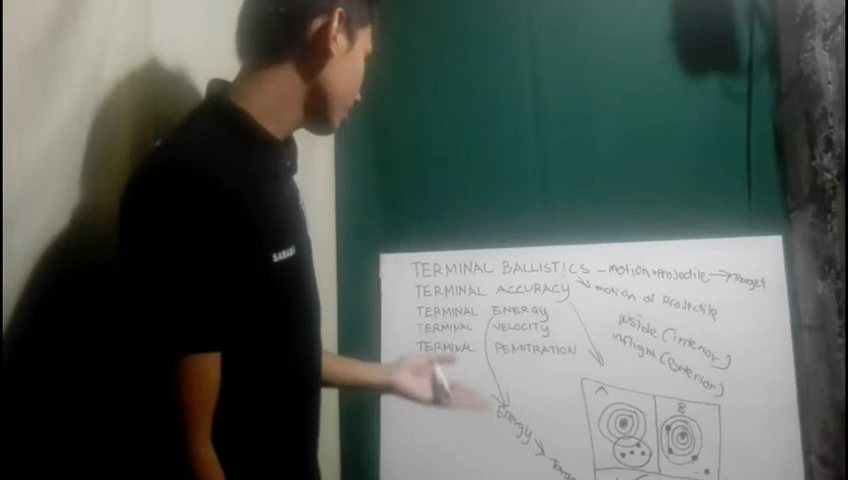 TERMINAL BALLISTICS - motion → Projectile → Target
TERMINAL ACCURACY → motion of Projectile
TERMINAL ENERGY
TERMINAL VELOCITY
TERMINAL PENETRATION
inside (interior)
inflight (exterior)
Energy →
A
B